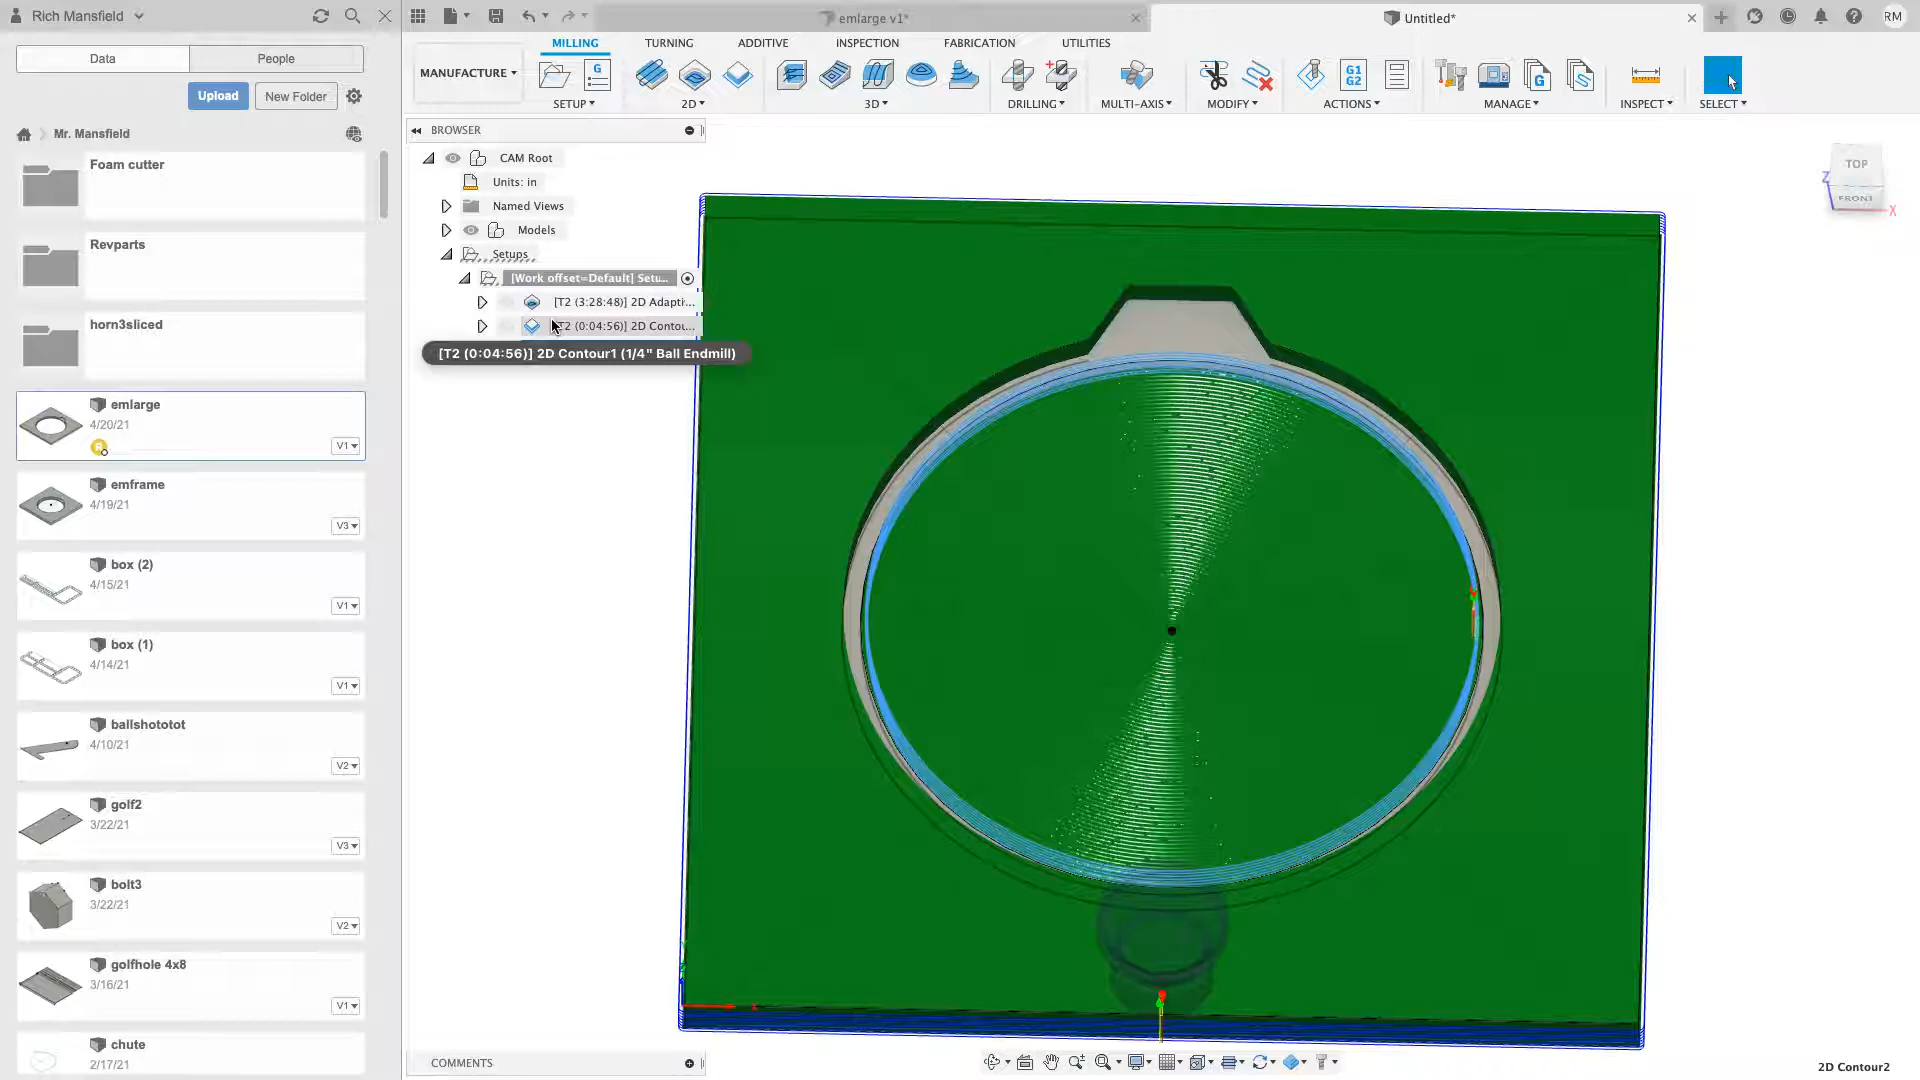 Rich Mansfield
emlarge v1*
Untitled*
RM
Data
People
Upload
New Folder
Mr. Mansfield
Foam cutter
Revparts
horn3sliced
emlarge
4/20/21
V1
emframe
4/19/21
V3
box (2)
4/15/21
V1
box (1)
4/14/21
V1
ballshototot
4/10/21
V2
golf2
3/22/21
V3
bolt3
3/22/21
V2
golfhole 4x8
3/16/21
V1
chute
2/17/21
MANUFACTURE
MILLING
TURNING
ADDITIVE
INSPECTION
FABRICATION
UTILITIES
G
G1
G2
G
SETUP
2D
3D
DRILLING
MULTI-AXIS
MODIFY
ACTIONS
MANAGE
INSPECT
SELECT
BROWSER
CAM Root
Units: in
Named Views
Models
Setups
[Work offset=Default] Setu...
[T2 (3:28:48)] 2D Adapti...
T2 (0:04:56)] 2D Contou...
[T2 (0:04:56)] 2D Contour1 (1/4" Ball Endmill)
TOP
FRONT
Z
X
COMMENTS
2D Contour2